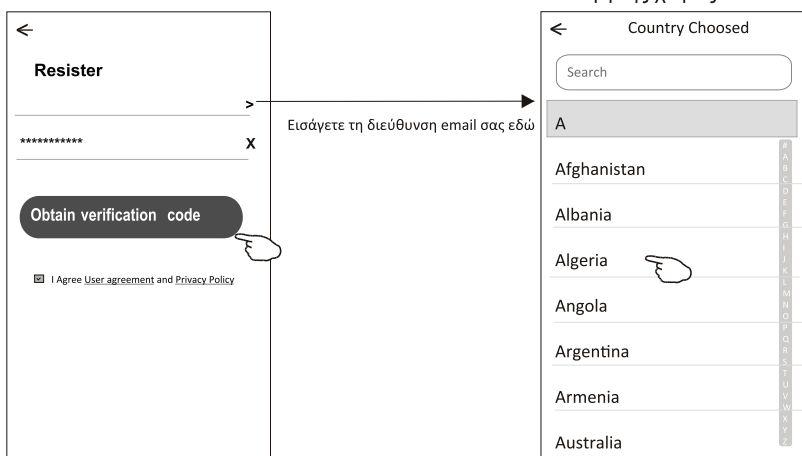 Resister
>
***********
X
Obtain verification code
I Agree User agreement and Privacy Policy
Εισάγετε τη διεύθυνση email σας εδώ
Country Choosed
Search
A
Afghanistan
Albania
Algeria
Angola
Argentina
Armenia
Australia
#
A
B
C
D
E
F
G
H
I
J
K
L
M
N
O
P
Q
R
S
T
U
V
W
X
Y
Z